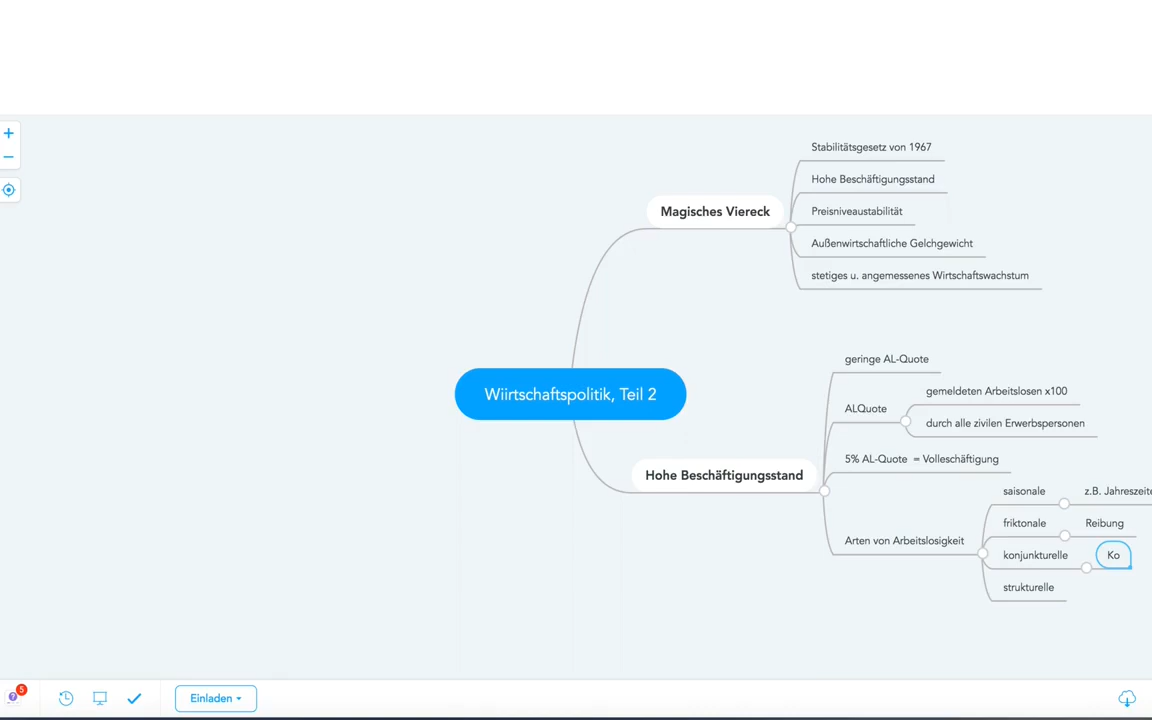 Stabilitätsgesetz von 1967
Hohe Beschäftigungsstand
Magisches Viereck
Preisniveaustabilität
Außenwirtschaftliche Gelchgewicht
stetiges u. angemessenes Wirtschaftswachstum
Wiirtschaftspolitik, Teil 2
geringe AL-Quote
gemeldeten Arbeitslosen x100
ALQuote
durch alle zivilen Erwerbspersonen
5% AL-Quote = Volleschäftigung
Hohe Beschäftigungsstand
saisonale
z.B. Jahreszeite
friktonale
Reibung
Arten von Arbeitslosigkeit
konjunkturelle
Ko
strukturelle
5
Einladen